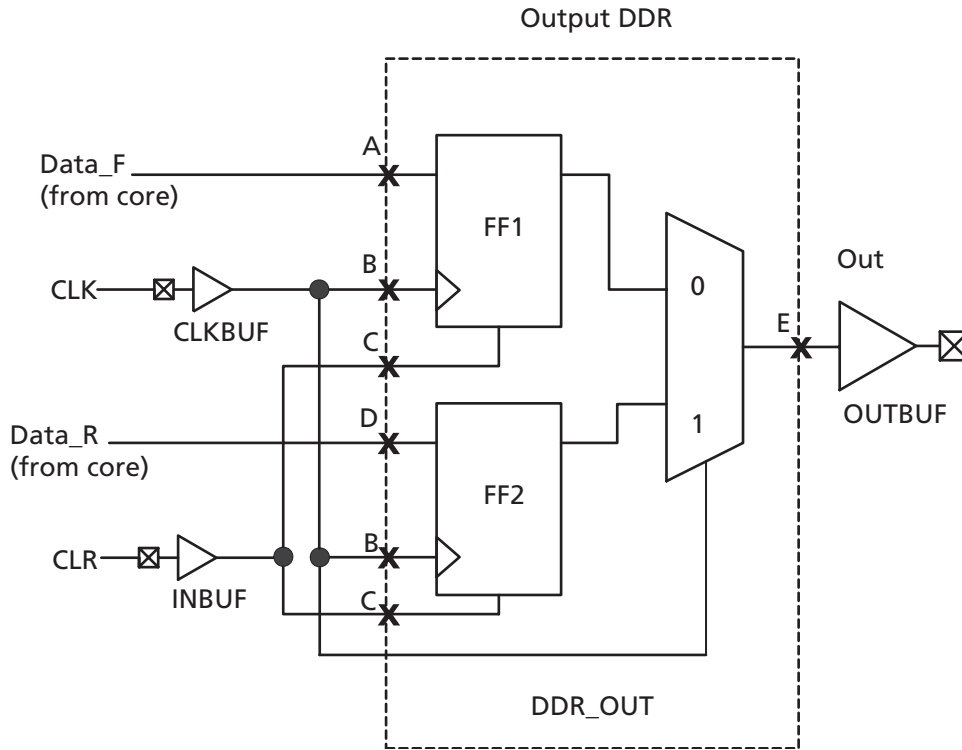 Output DDR
A
Data_F
(from core)
FF1
B
Out
CLK
0
CLKBUF
E
C
OUTBUF
D
1
Data_R
(from core)
FF2
B
CLR
C
INBUF
DDR_OUT